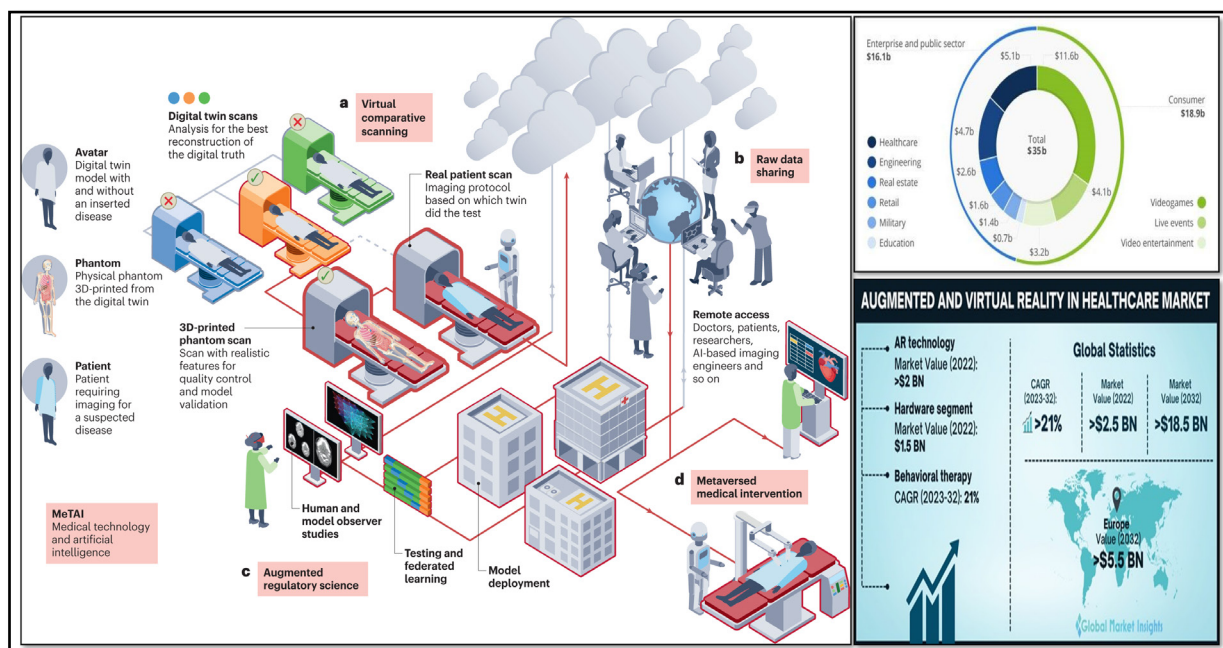 a
Virtual
comparative
scanning
Digital twin scans
Analysis for the best
reconstruction of
the digital truth
Avatar
Digital twin
model with
and without
an inserted
disease
Real patient scan
Imaging protocol
based on which twin
did the test
b
Raw data
sharing
Phantom
Physical phantom
3D-printed from
the digital twin
3D-printed
phantom scan
Scan with realistic
features for
quality control
and model
validation
Remote access
Doctors, patients,
researchers,
AI-based imaging
engineers and
so on
Patient
Patient
requiring
imaging for
a suspected
disease
H
H
H
d
Metaversed
medical intervention
MeTAI
Medical technology
and artificial
intelligence
Human and
model observer
studies
Testing and
federated
learning
Model
deployment
c
Augmented
regulatory science
Enterprise and public sector
$16.1b
$5.1b
$11.6b
Consumer
$18.9b
$4.7b
Total
$35b
$2.6b
$1.6b
$1.4b
$0.7b
$3.2b
$4.1b
Healthcare
Engineering
Real estate
Retail
Military
Education
Videogames
Live events
Video entertainment
AUGMENTED AND VIRTUAL REALITY IN HEALTHCARE MARKET
AR technology
Market Value (2022):
>$2 BN
Hardware segment
Market Value (2022):
$1.5 BN
Behavioral therapy
CAGR (2023-32): 21%
Global Statistics
CAGR
(2023-32):
>21%
Market
Value (2022)
>$2.5 BN
Market
Value (2032)
>$18.5 BN
Europe
Value (2032)
>$5.5 BN
Global Market Insights